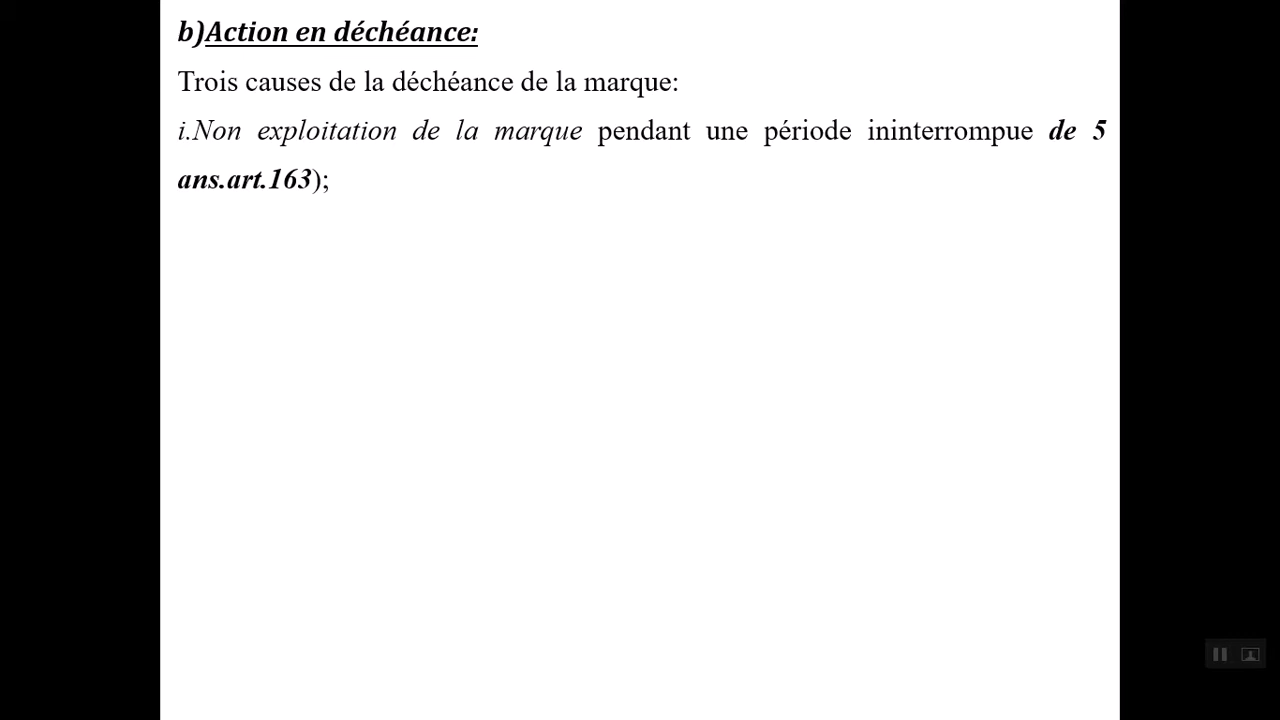 b)Action en déchéance:
Trois causes de la déchéance de la marque:
i.Non exploitation de la marque pendant une période ininterrompue de 5
ans.art.163);